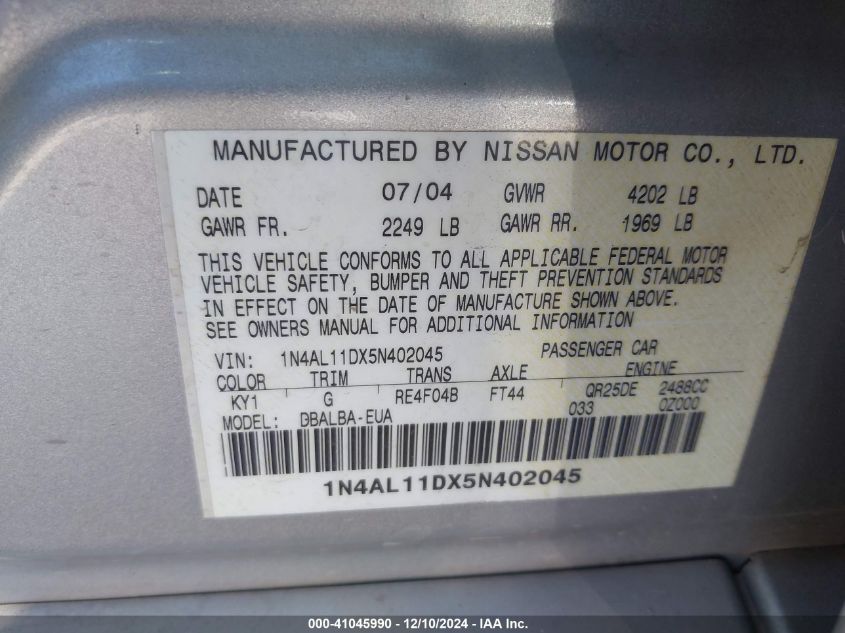 MANUFACTURED BY NISSAN MOTOR CO., LTD.
DATE 07/04 GVWR 4202 LB
GAWR FR. 2249 LB GAWR RR. 1969 LB
THIS VEHICLE CONFORMS TO ALL APPLICABLE FEDERAL MOTOR
VEHICLE SAFETY, BUMPER AND THEFT PREVENTION STANDARDS
IN EFFECT ON THE DATE OF MANUFACTURE SHOWN ABOVE.
SEE OWNERS MANUAL FOR ADDITIONAL INFORMATION
VIN: 1N4AL11DX5N402045 PASSENGER CAR
COLOR TRIM TRANS AXLE ENGINE
KY1 G RE4F04B FT44 QR25DE 2488CC
MODEL: DBALBA-EUA 033 0Z000
1N4AL11DX5N402045
000-41045990 - 12/10/2024 - IAA Inc.